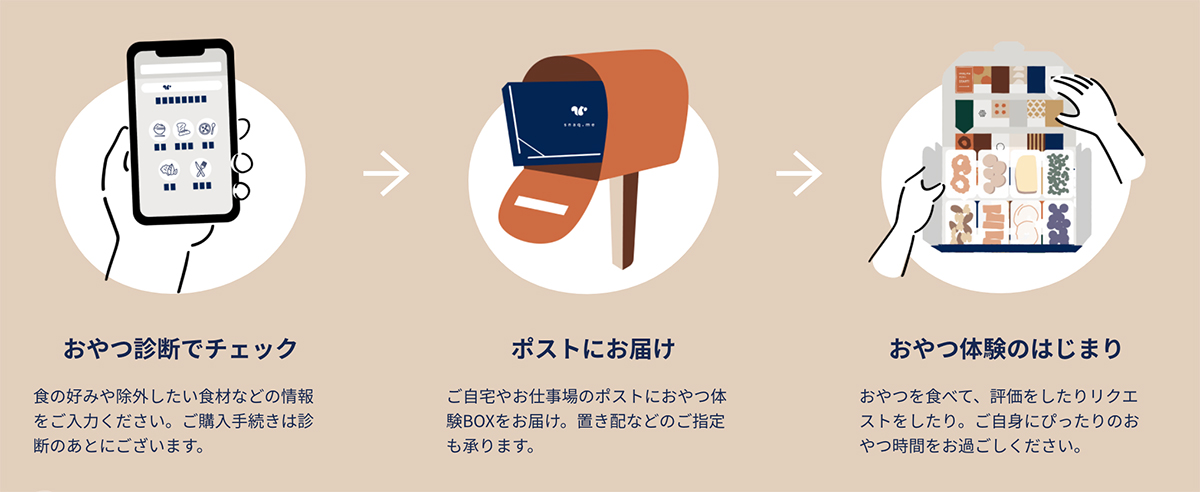 snaq.me
おやつ診断でチェック
食の好みや除外したい食材などの情報
をご入力ください。ご購入手続きは診
断のあとにございます。
ポストにお届け
ご自宅やお仕事場のポストにおやつ体
験BOXをお届け。置き配などのご指定
も承ります。
おやつ体験のはじまり
おやつを食べて、評価をしたりリクエ
ストをしたり。ご自身にぴったりのお
やつ時間をお過ごしください。